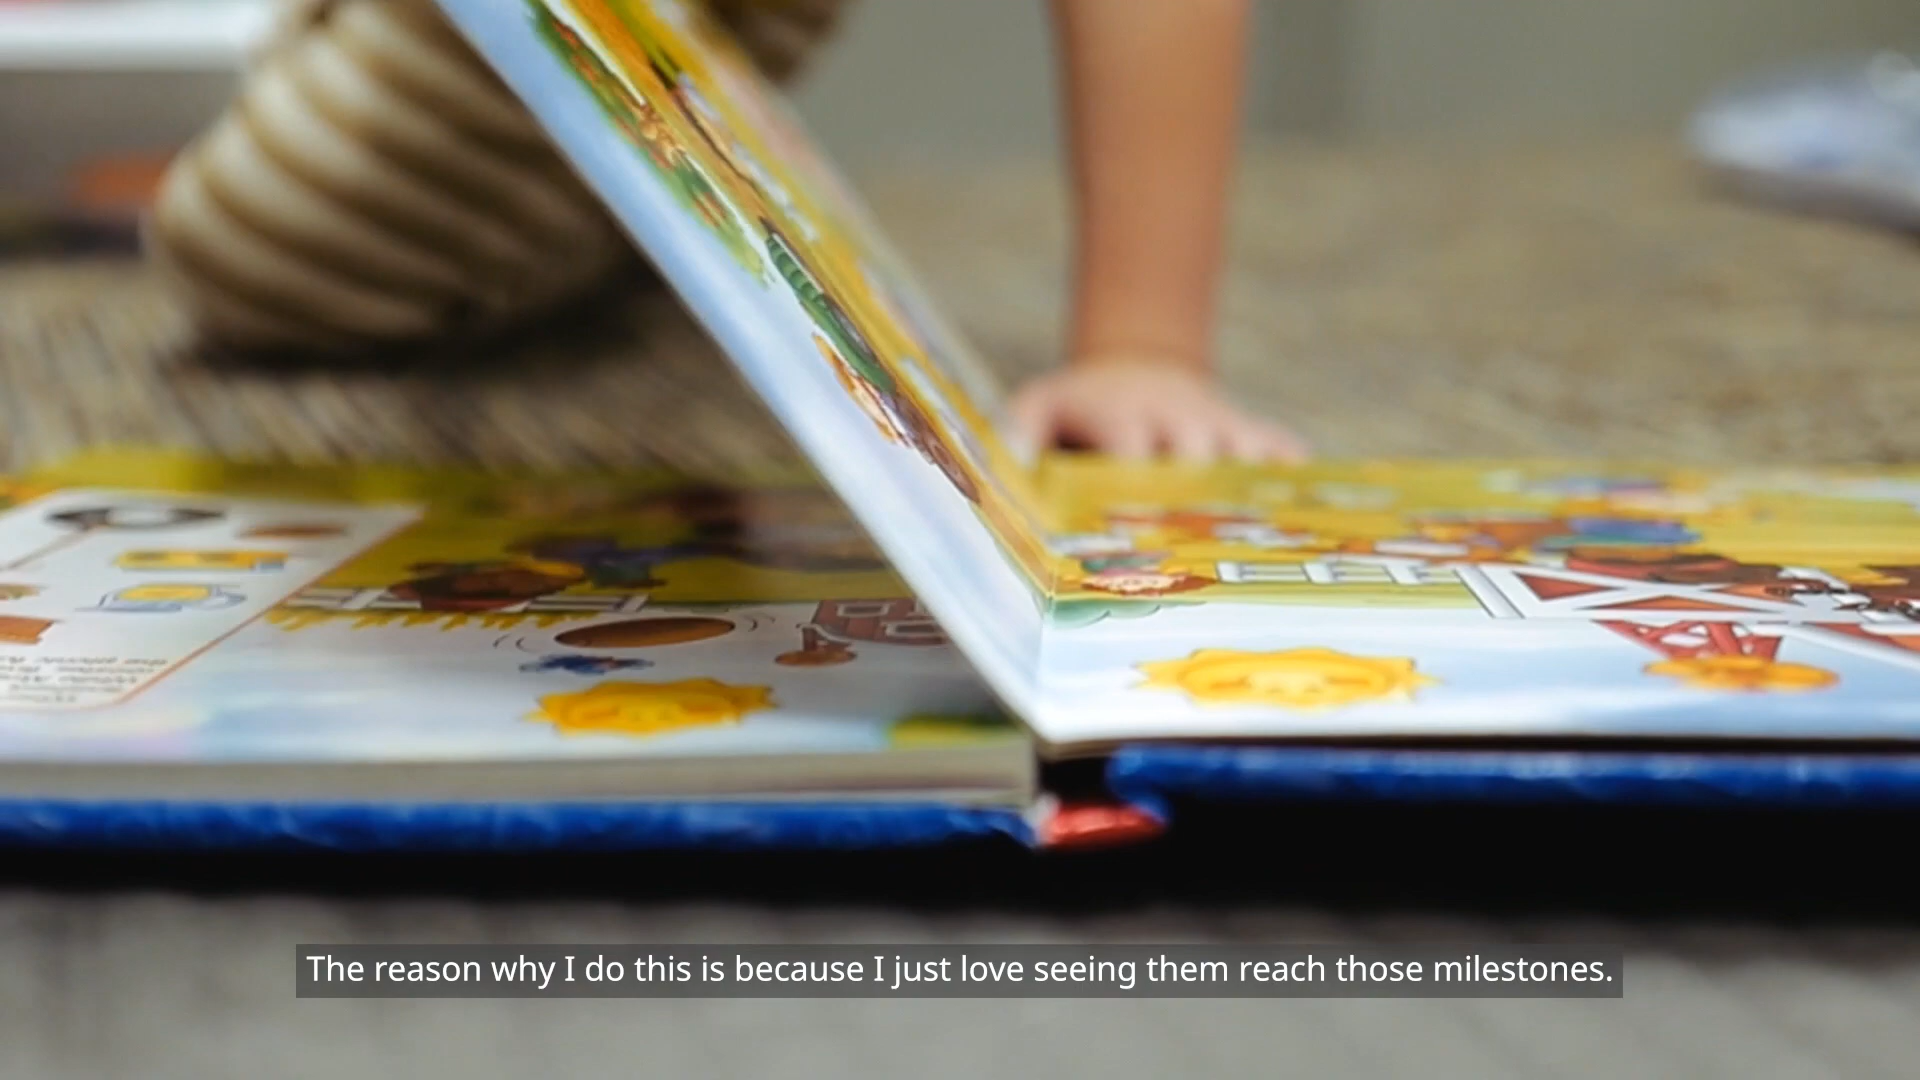 The reason why I do this is because I just love seeing them reach those milestones.